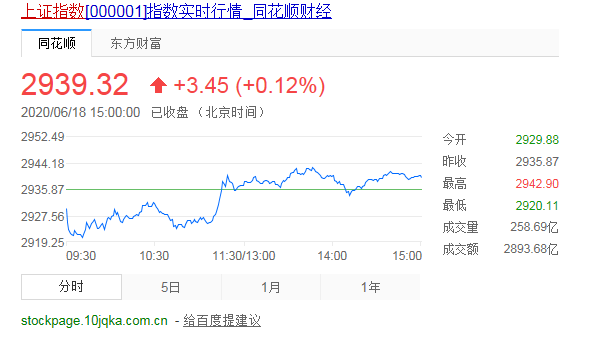 上证指数[000001]指数实时行情_同花顺财经
同花顺 东方财富
2939.32 +3.45 (+0.12%)
2020/06/18 15:00:00 已收盘 （北京时间）
2952.49
2944.18
2935.87
2927.56
2919.25
09:30 10:30 11:30/13:00 14:00 15:00
今开 2929.88
昨收 2935.87
最高 2942.90
最低 2920.11
成交量 258.69亿
成交额 2893.68亿
分时 5日 1月 1年
stockpage.10jqka.com.cn - 给百度提建议